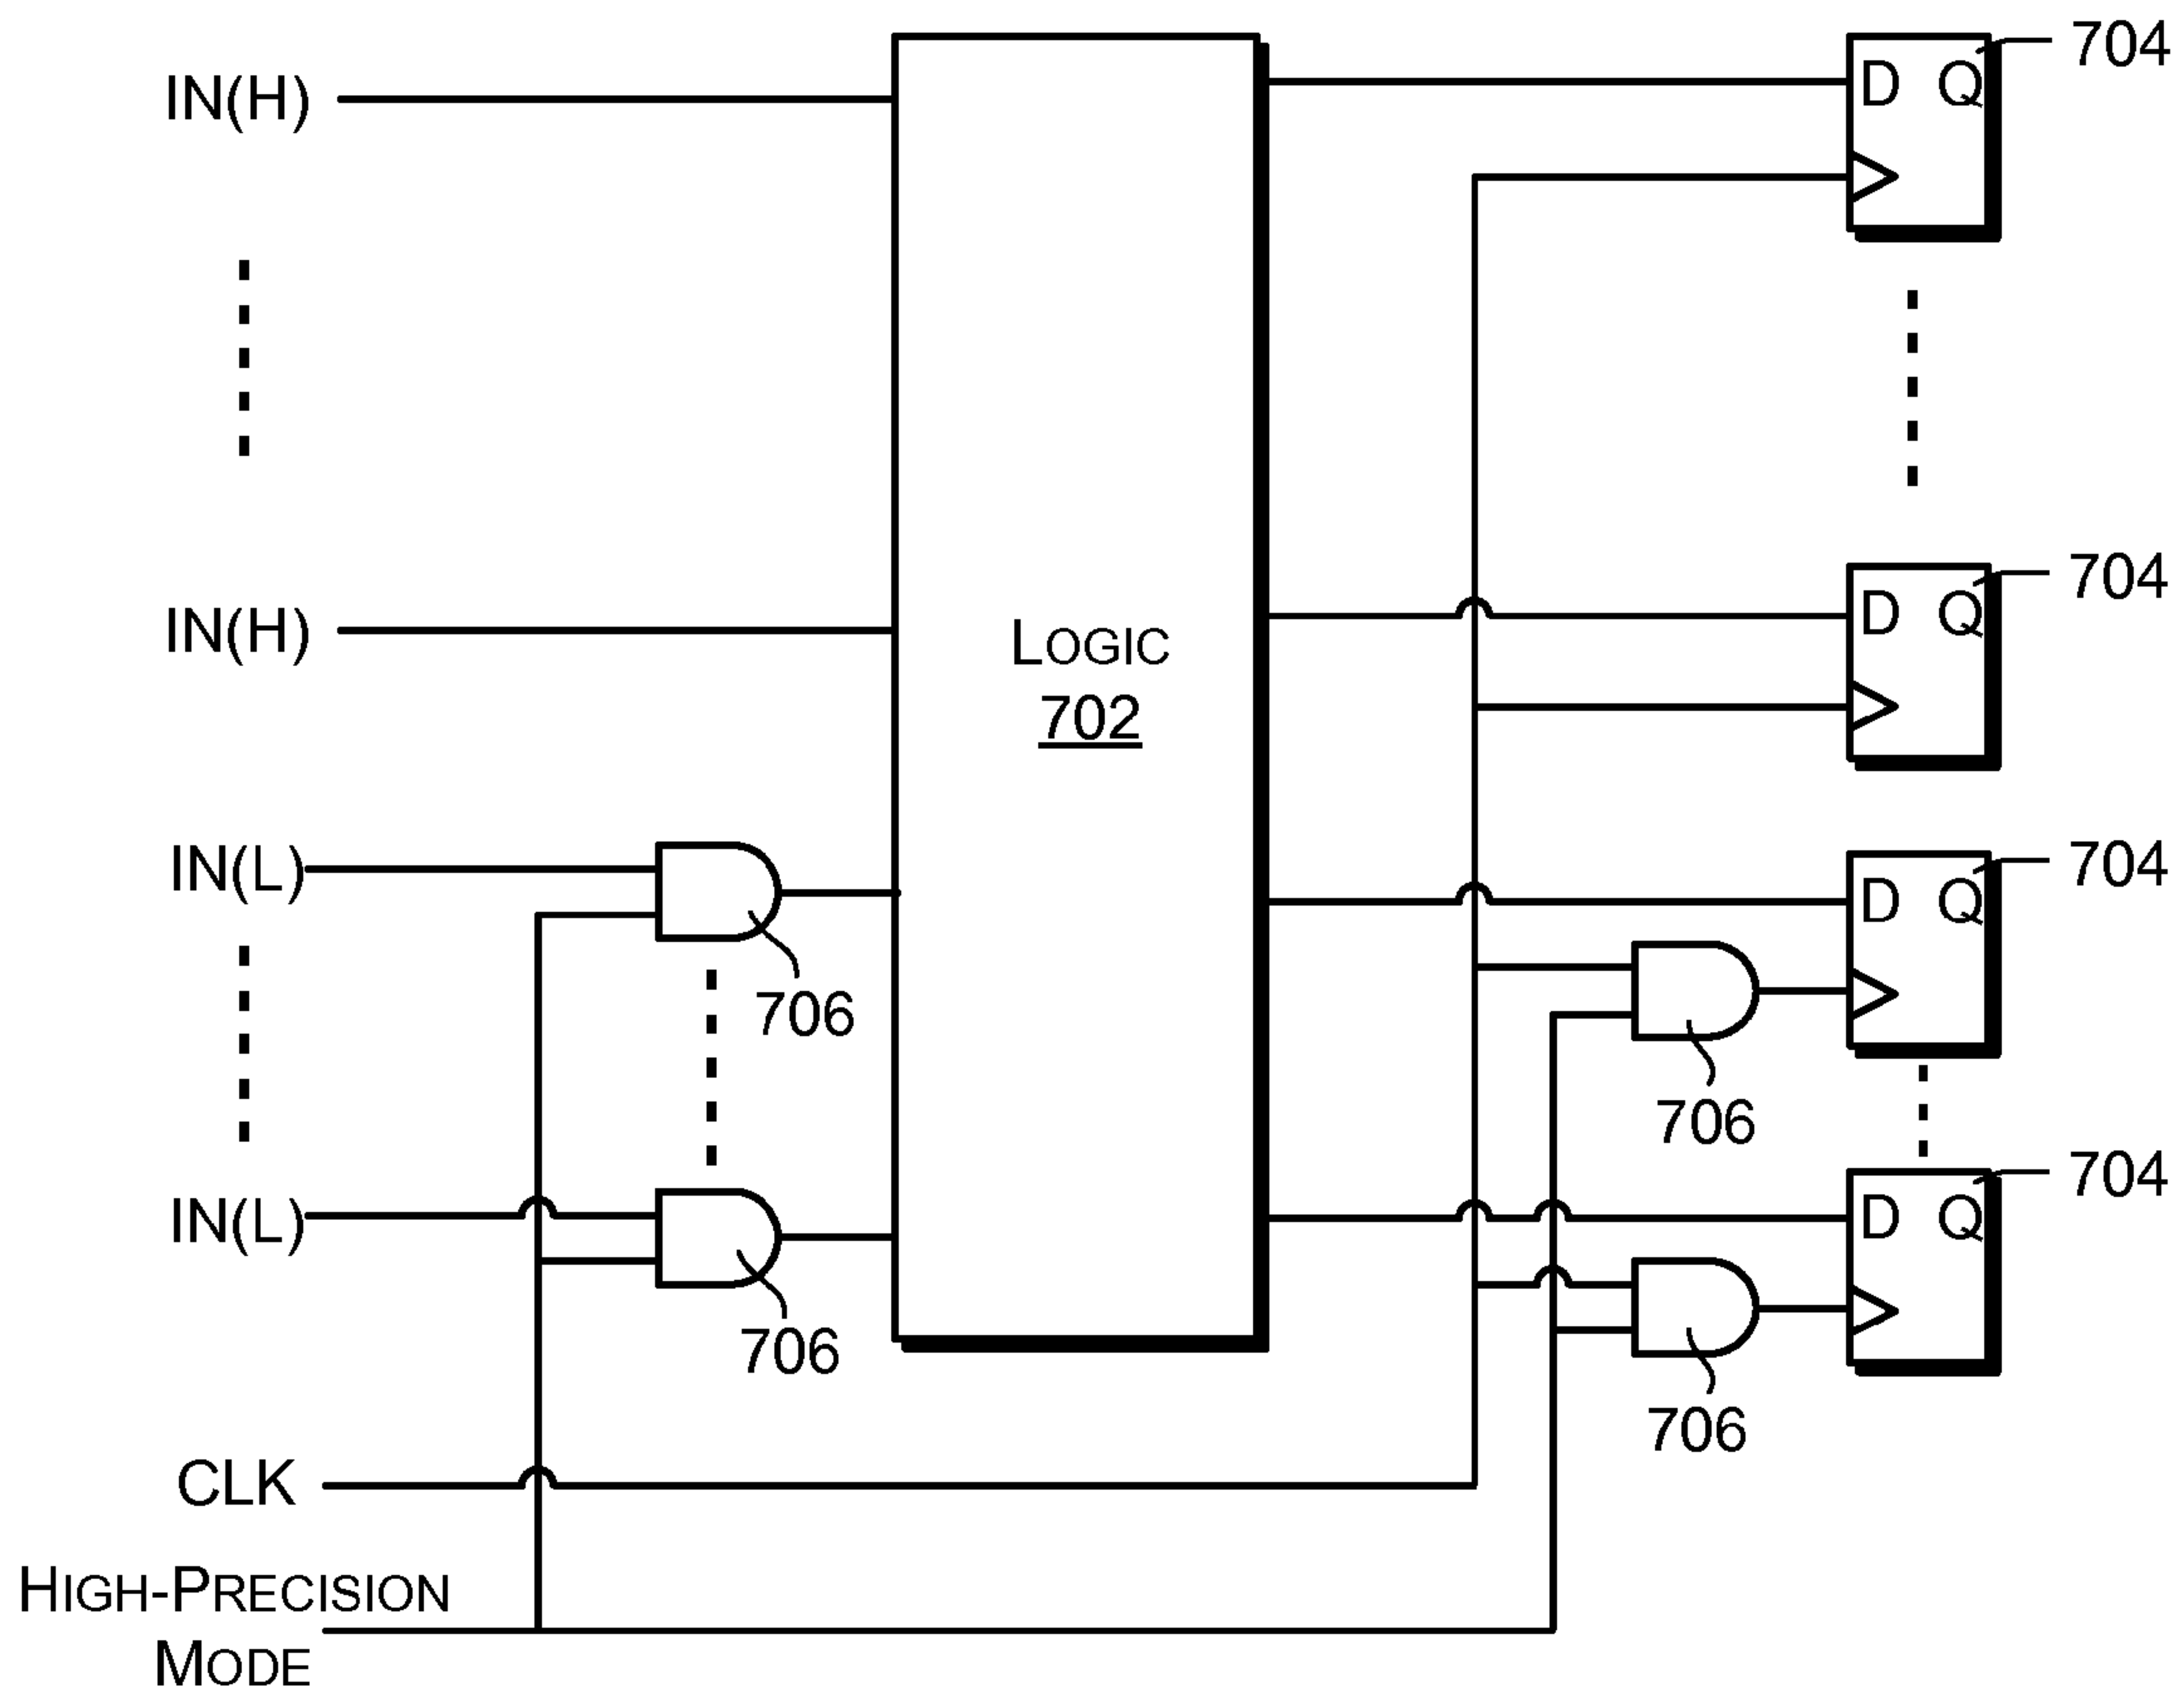 IN(H)
D Q
704
IN(H)
LOGIC
702
D Q
704
IN(L)
706
D Q
704
706
IN(L)
706
D Q
704
706
CLK
HIGH-PRECISION
MODE